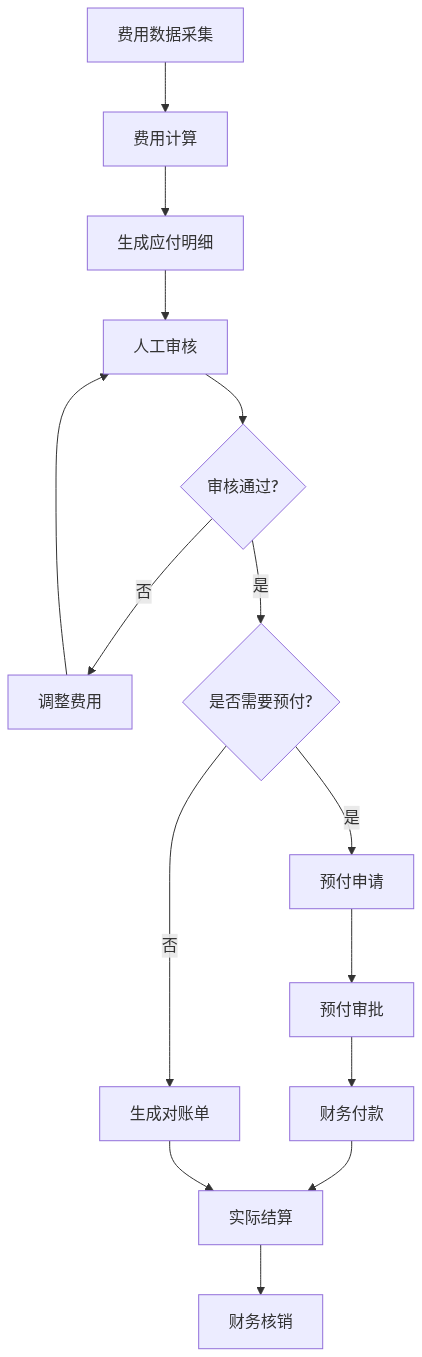 费用数据采集
费用计算
生成应付明细
人工审核
审核通过?
否
是
调整费用
是否需要预付?
是
预付申请
否
预付审批
生成对账单
财务付款
实际结算
财务核销